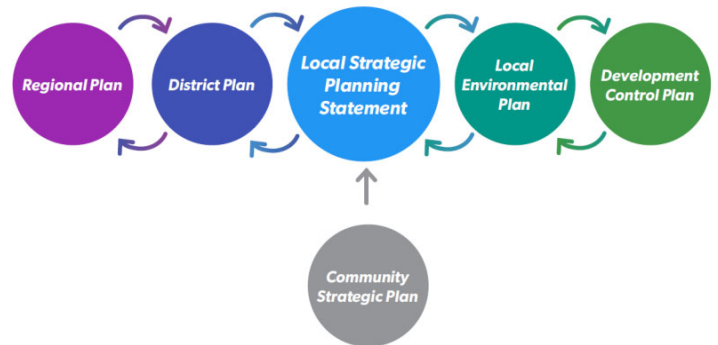 Regional Plan
District Plan
Local Strategic
Planning
Statement
Local
Environmental
Plan
Development
Control Plan
Community
Strategic Plan